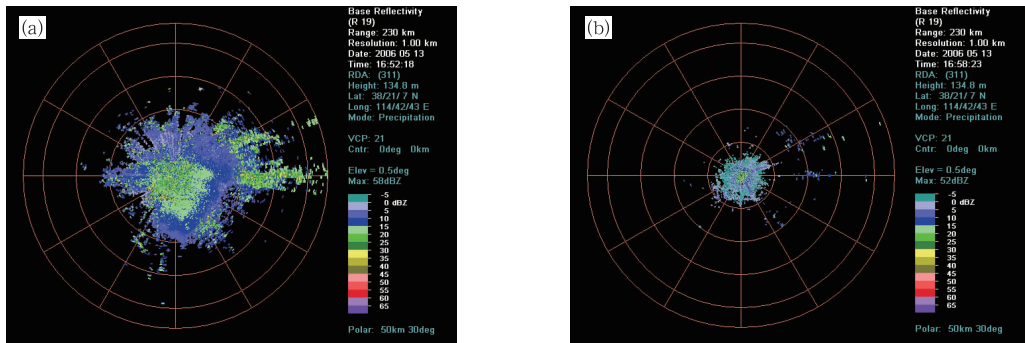 (a)
Base Reflectivity
(R 19)
Range: 230 km
Resolution: 1.00 km
Date: 2006 05 13
Time: 16:52:18
RDA: (311)
Height: 134.8 m
Lat: 38/21/ 7 N
Long: 114/42/43 E
Mode: Precipitation
VCP: 21
Cntr: 0deg 0km
Elev = 0.5deg
Max: 58dBZ
-5
0 dBZ
5
10
15
20
25
30
35
40
45
50
55
60
65
Polar: 50km 30deg
(b)
Base Reflectivity
(R 19)
Range: 230 km
Resolution: 1.00 km
Date: 2006 05 13
Time: 16:58:23
RDA: (311)
Height: 134.8 m
Lat: 38/21/ 7 N
Long: 114/42/43 E
Mode: Precipitation
VCP: 21
Cntr: 0deg 0km
Elev = 0.5deg
Max: 52dBZ
-5
0 dBZ
5
10
15
20
25
30
35
40
45
50
55
60
65
Polar: 50km 30deg